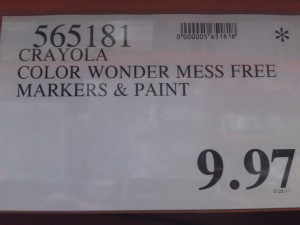 565181
CRAYOLA
COLOR WONDER MESS FREE
MARKERS & PAINT
*
9.97